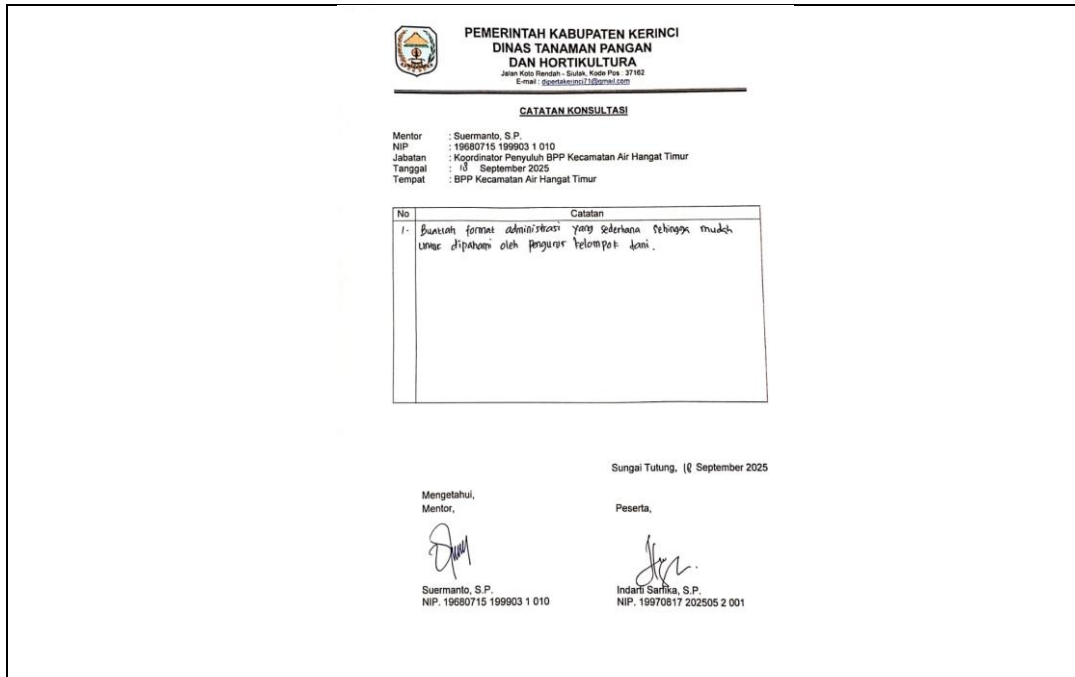 PEMERINTAH KABUPATEN KERINCI
DINAS TANAMAN PANGAN
DAN HORTIKULTURA
Jalan Koto Rendah - Siulak, Kode Pos : 37162
E-mail : dipertakerinci71@gmail.com
CATATAN KONSULTASI
Mentor : Suermanto, S.P.
NIP : 19680715 199903 1 010
Jabatan : Koordinator Penyuluh BPP Kecamatan Air Hangat Timur
Tanggal : 18 September 2025
Tempat : BPP Kecamatan Air Hangat Timur
No Catatan
1. Buatlah format administrasi yang sederhana sehingga mudah
untuk dipahami oleh pengurus kelompok tani.
Sungai Tutung, 18 September 2025
Mengetahui,
Mentor, Peserta,
Suermanto, S.P. Indarti Sartika, S.P.
NIP. 19680715 199903 1 010 NIP. 19970817 202505 2 001